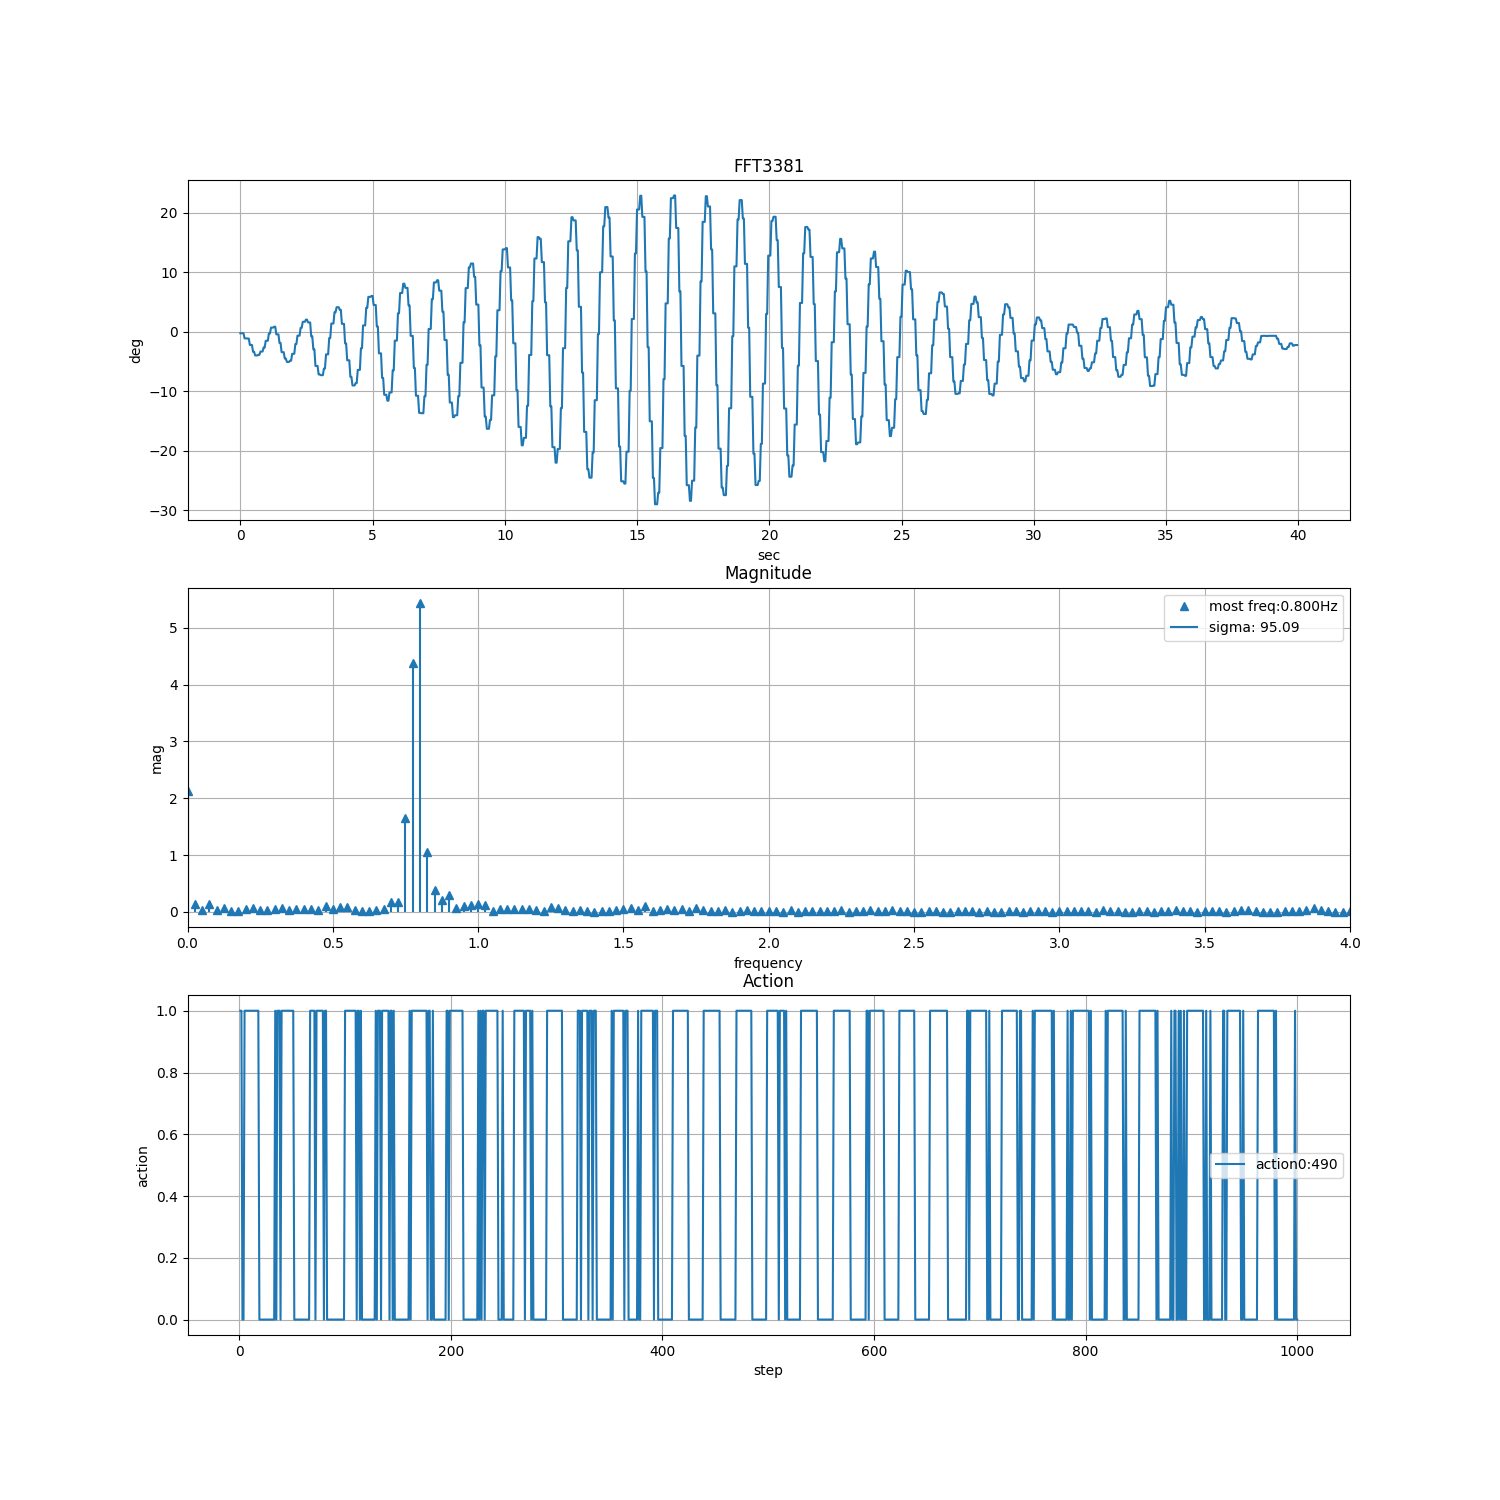 FFT3381
20
10
0
−10
−20
−30
deg
0 5 10 15 20 25 30 35 40
sec
Magnitude
most freq:0.800Hz
sigma: 95.09
5
4
3
2
1
0
mag
0.0 0.5 1.0 1.5 2.0 2.5 3.0 3.5 4.0
frequency
Action
1.0
0.8
0.6
0.4
0.2
0.0
action
action0:490
0 200 400 600 800 1000
step